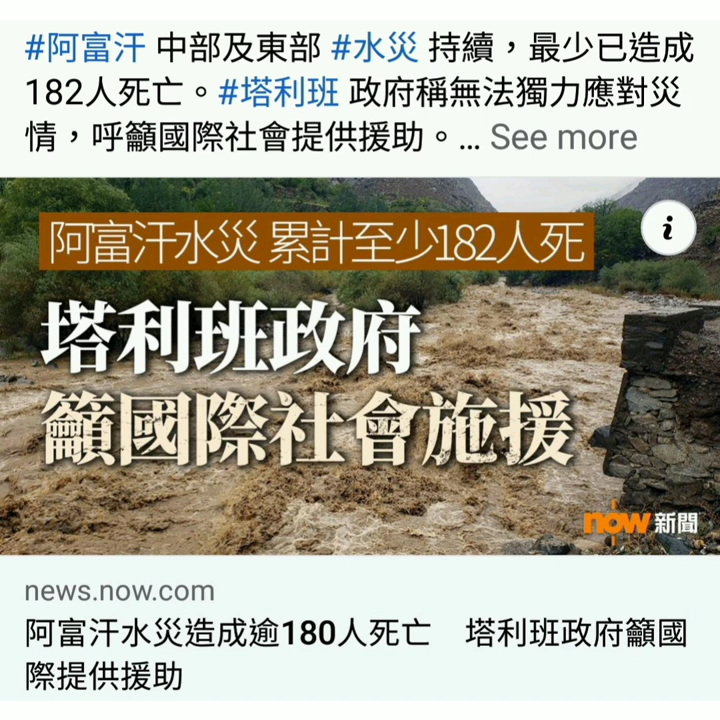 #阿富汗 中部及東部 #水災 持續，最少已造成
182人死亡。#塔利班 政府稱無法獨力應對災
情，呼籲國際社會提供援助。... See more
阿富汗水災 累計至少182人死
i
塔利班政府
籲國際社會施援
now 新聞
news.now.com
阿富汗水災造成逾180人死亡　塔利班政府籲國
際提供援助